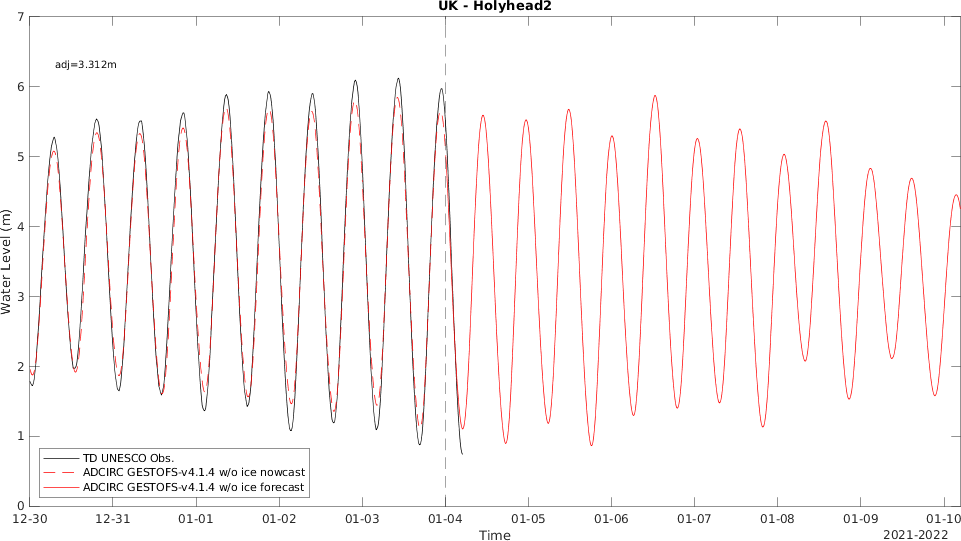 UK - Holyhead2
adj=3.312m
Water Level (m)
7
6
5
4
3
2
1
0
TD UNESCO Obs.
ADCIRC GESTOFS-v4.1.4 w/o ice nowcast
ADCIRC GESTOFS-v4.1.4 w/o ice forecast
12-30 12-31 01-01 01-02 01-03 01-04 01-05 01-06 01-07 01-08 01-09 01-10
Time
2021-2022